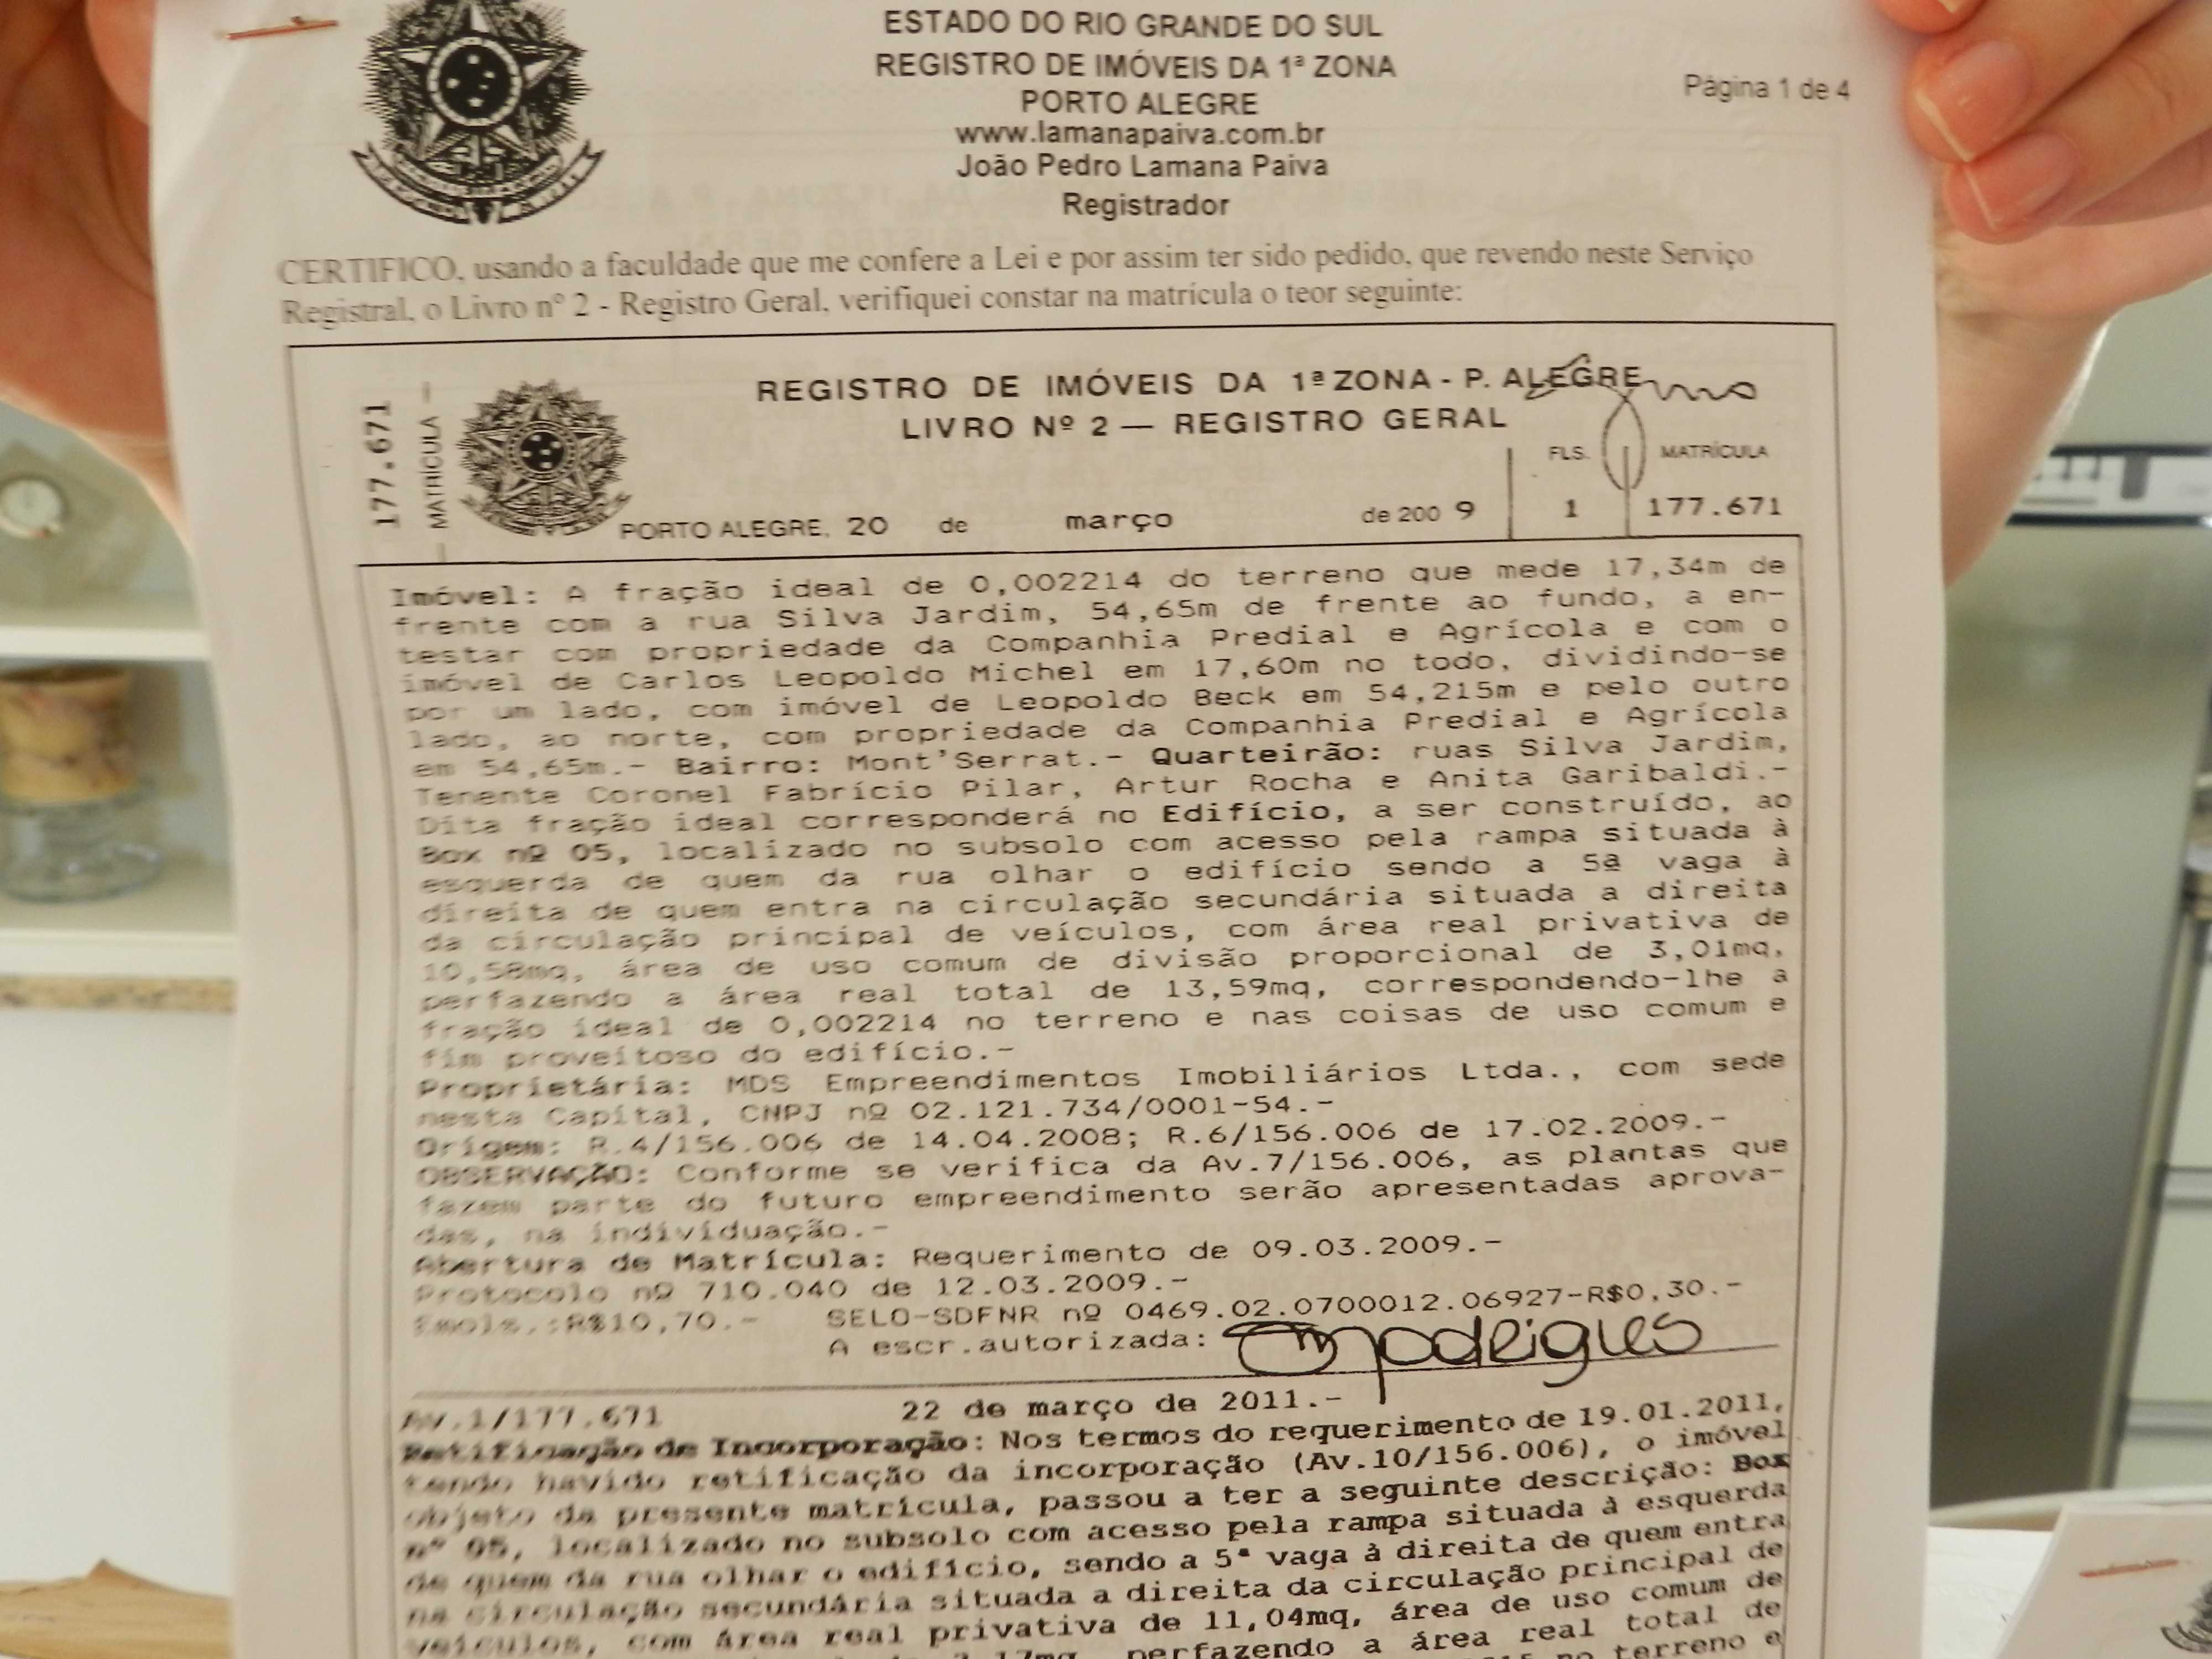 ESTADO DO RIO GRANDE DO SUL
REGISTRO DE IMÓVEIS DA 1ª ZONA
PORTO ALEGRE
www.lamanapaiva.com.br
João Pedro Lamana Paiva
Registrador
Página 1 de 4
CERTIFICO, usando a faculdade que me confere a Lei e por assim ter sido pedido, que revendo neste Serviço
Registral, o Livro nº 2 - Registro Geral, verifiquei constar na matrícula o teor seguinte:
177.671
MATRÍCULA
REGISTRO DE IMÓVEIS DA 1ª ZONA - P. ALEGRE
LIVRO Nº 2 — REGISTRO GERAL
FLS. MATRÍCULA
PORTO ALEGRE, 20 de março de 2009 1 177.671
Imóvel: A fração ideal de 0,002214 do terreno que mede 17,34m de
frente com a rua Silva Jardim, 54,65m de frente ao fundo, a en-
testar com propriedade da Companhia Predial e Agrícola e com o
imóvel de Carlos Leopoldo Michel em 17,60m no todo, dividindo-se
por um lado, com imóvel de Leopoldo Beck em 54,215m e pelo outro
lado, ao norte, com propriedade da Companhia Predial e Agrícola
em 54,65m.- Bairro: Mont'Serrat.- Quarteirão: ruas Silva Jardim,
Tenente Coronel Fabrício Pilar, Artur Rocha e Anita Garibaldi.-
Dita fração ideal corresponderá no Edifício, a ser construído, ao
Box nº 05, localizado no subsolo com acesso pela rampa situada à
esquerda de quem da rua olhar o edifício sendo a 5ª vaga à
direita de quem entra na circulação secundária situada a direita
da circulação principal de veículos, com área real privativa de
10,58mq, área de uso comum de divisão proporcional de 3,01mq,
perfazendo a área real total de 13,59mq, correspondendo-lhe a
fração ideal de 0,002214 no terreno e nas coisas de uso comum e
fim proveitoso do edifício.-
Proprietária: MDS Empreendimentos Imobiliários Ltda., com sede
nesta Capital, CNPJ nº 02.121.734/0001-54.-
Origem: R.4/156.006 de 14.04.2008; R.6/156.006 de 17.02.2009.-
OBSERVAÇÃO: Conforme se verifica da Av.7/156.006, as plantas que
fazem parte do futuro empreendimento serão apresentadas aprova-
das, na individuação.-
Abertura de Matrícula: Requerimento de 09.03.2009.-
Protocolo nº 710.040 de 12.03.2009.-
Emols.:R$10,70.- SELO-SDFNR nº 0469.02.0700012.06927-R$0,30.-
A escr.autorizada:
AV.1/177.671 22 de março de 2011.-
Retificação de Incorporação: Nos termos do requerimento de 19.01.2011,
tendo havido retificação da incorporação (Av.10/156.006), o imóvel
objeto da presente matrícula, passou a ter a seguinte descrição: Box
nº 05, localizado no subsolo com acesso pela rampa situada à esquerda
de quem da rua olhar o edifício, sendo a 5ª vaga à direita de quem entra
na circulação secundária situada a direita da circulação principal de
veículos, com área real privativa de 11,04mq, área de uso comum de
perfazendo a área real total de
no terreno e